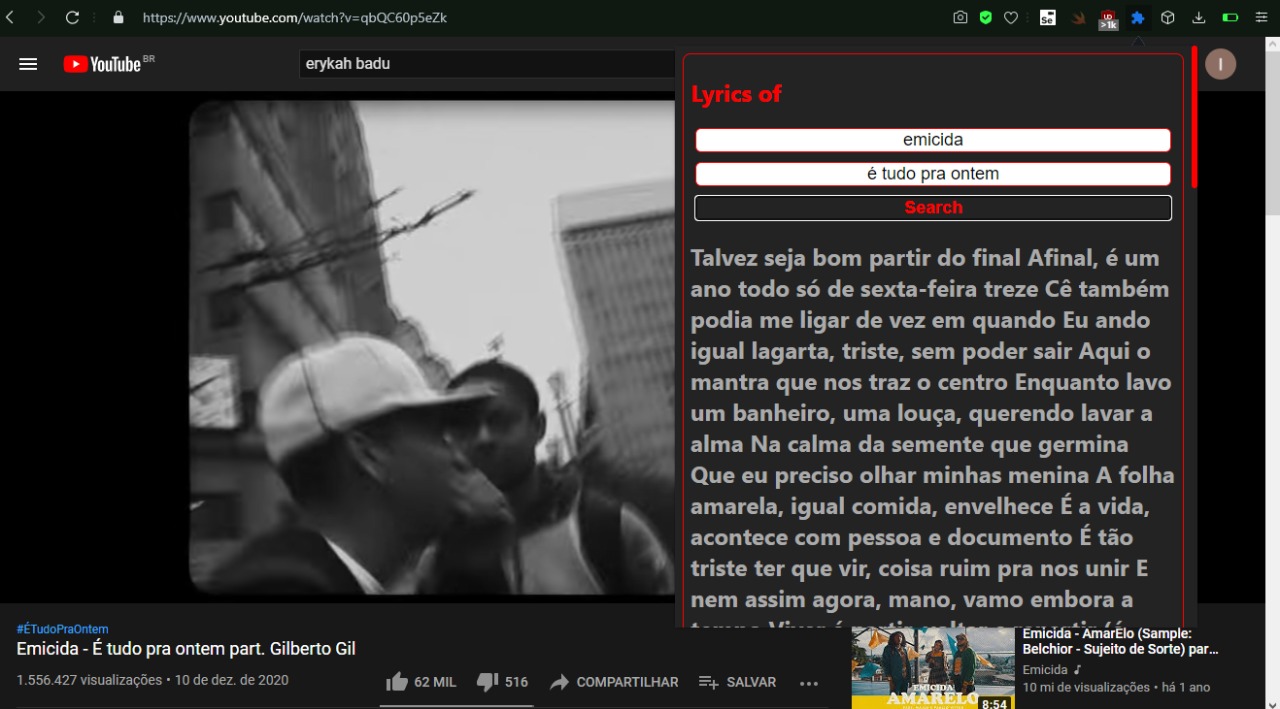 https://www.youtube.com/watch?v=qbQC60p5eZk
Se
UD
>1k
YouTube BR
erykah badu
I
Lyrics of
emicida
é tudo pra ontem
Search
Talvez seja bom partir do final Afinal, é um
ano todo só de sexta-feira treze Cê também
podia me ligar de vez em quando Eu ando
igual lagarta, triste, sem poder sair Aqui o
mantra que nos traz o centro Enquanto lavo
um banheiro, uma louça, querendo lavar a
alma Na calma da semente que germina
Que eu preciso olhar minhas menina A folha
amarela, igual comida, envelhece É a vida,
acontece com pessoa e documento É tão
triste ter que vir, coisa ruim pra nos unir E
nem assim agora, mano, vamo embora a
#ÉTudoPraOntem
Emicida - É tudo pra ontem part. Gilberto Gil
1.556.427 visualizações • 10 de dez. de 2020
62 MIL
516
COMPARTILHAR
SALVAR
EMICIDA
AMARELO
8:54
Emicida - AmarElo (Sample:
Belchior - Sujeito de Sorte) par...
Emicida
10 mi de visualizações • há 1 ano